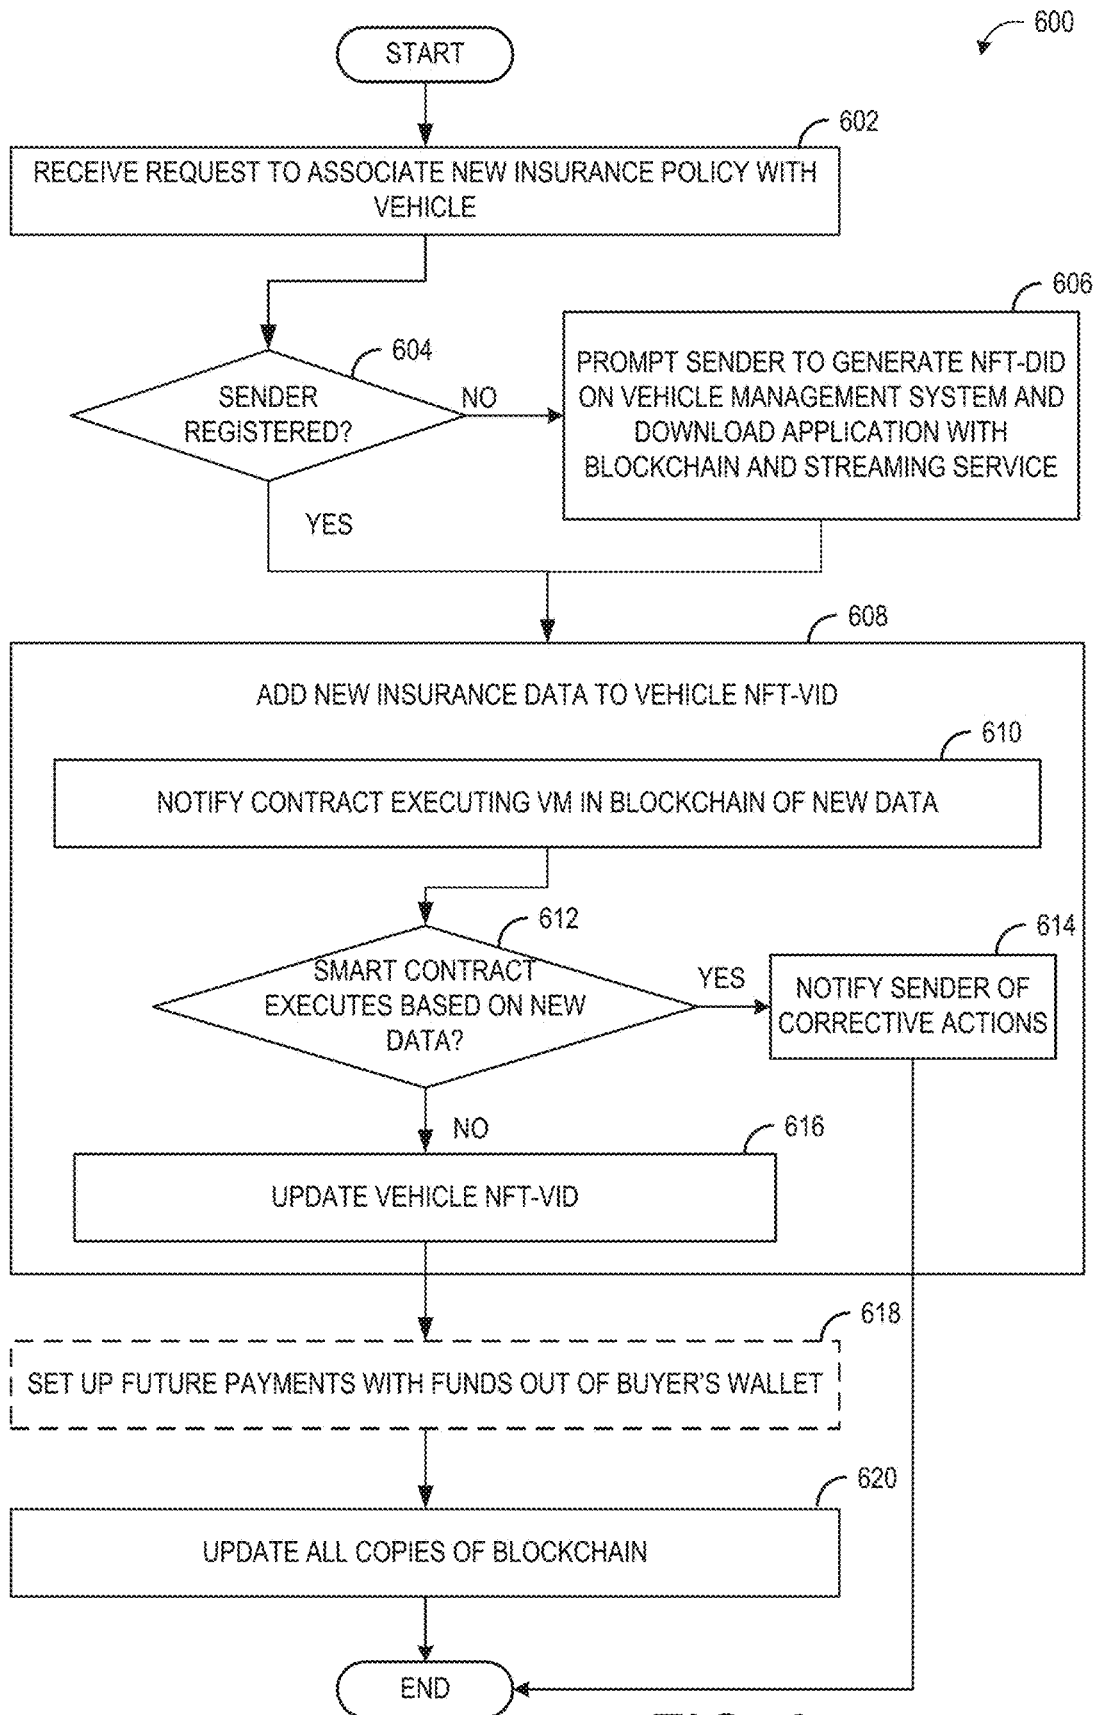 600
START
602
RECEIVE REQUEST TO ASSOCIATE NEW INSURANCE POLICY WITH
VEHICLE
604
SENDER
REGISTERED?
NO
YES
606
PROMPT SENDER TO GENERATE NFT-DID
ON VEHICLE MANAGEMENT SYSTEM AND
DOWNLOAD APPLICATION WITH
BLOCKCHAIN AND STREAMING SERVICE
608
ADD NEW INSURANCE DATA TO VEHICLE NFT-VID
610
NOTIFY CONTRACT EXECUTING VM IN BLOCKCHAIN OF NEW DATA
612
SMART CONTRACT
EXECUTES BASED ON NEW
DATA?
YES
614
NOTIFY SENDER OF
CORRECTIVE ACTIONS
NO
616
UPDATE VEHICLE NFT-VID
618
SET UP FUTURE PAYMENTS WITH FUNDS OUT OF BUYER'S WALLET
620
UPDATE ALL COPIES OF BLOCKCHAIN
END